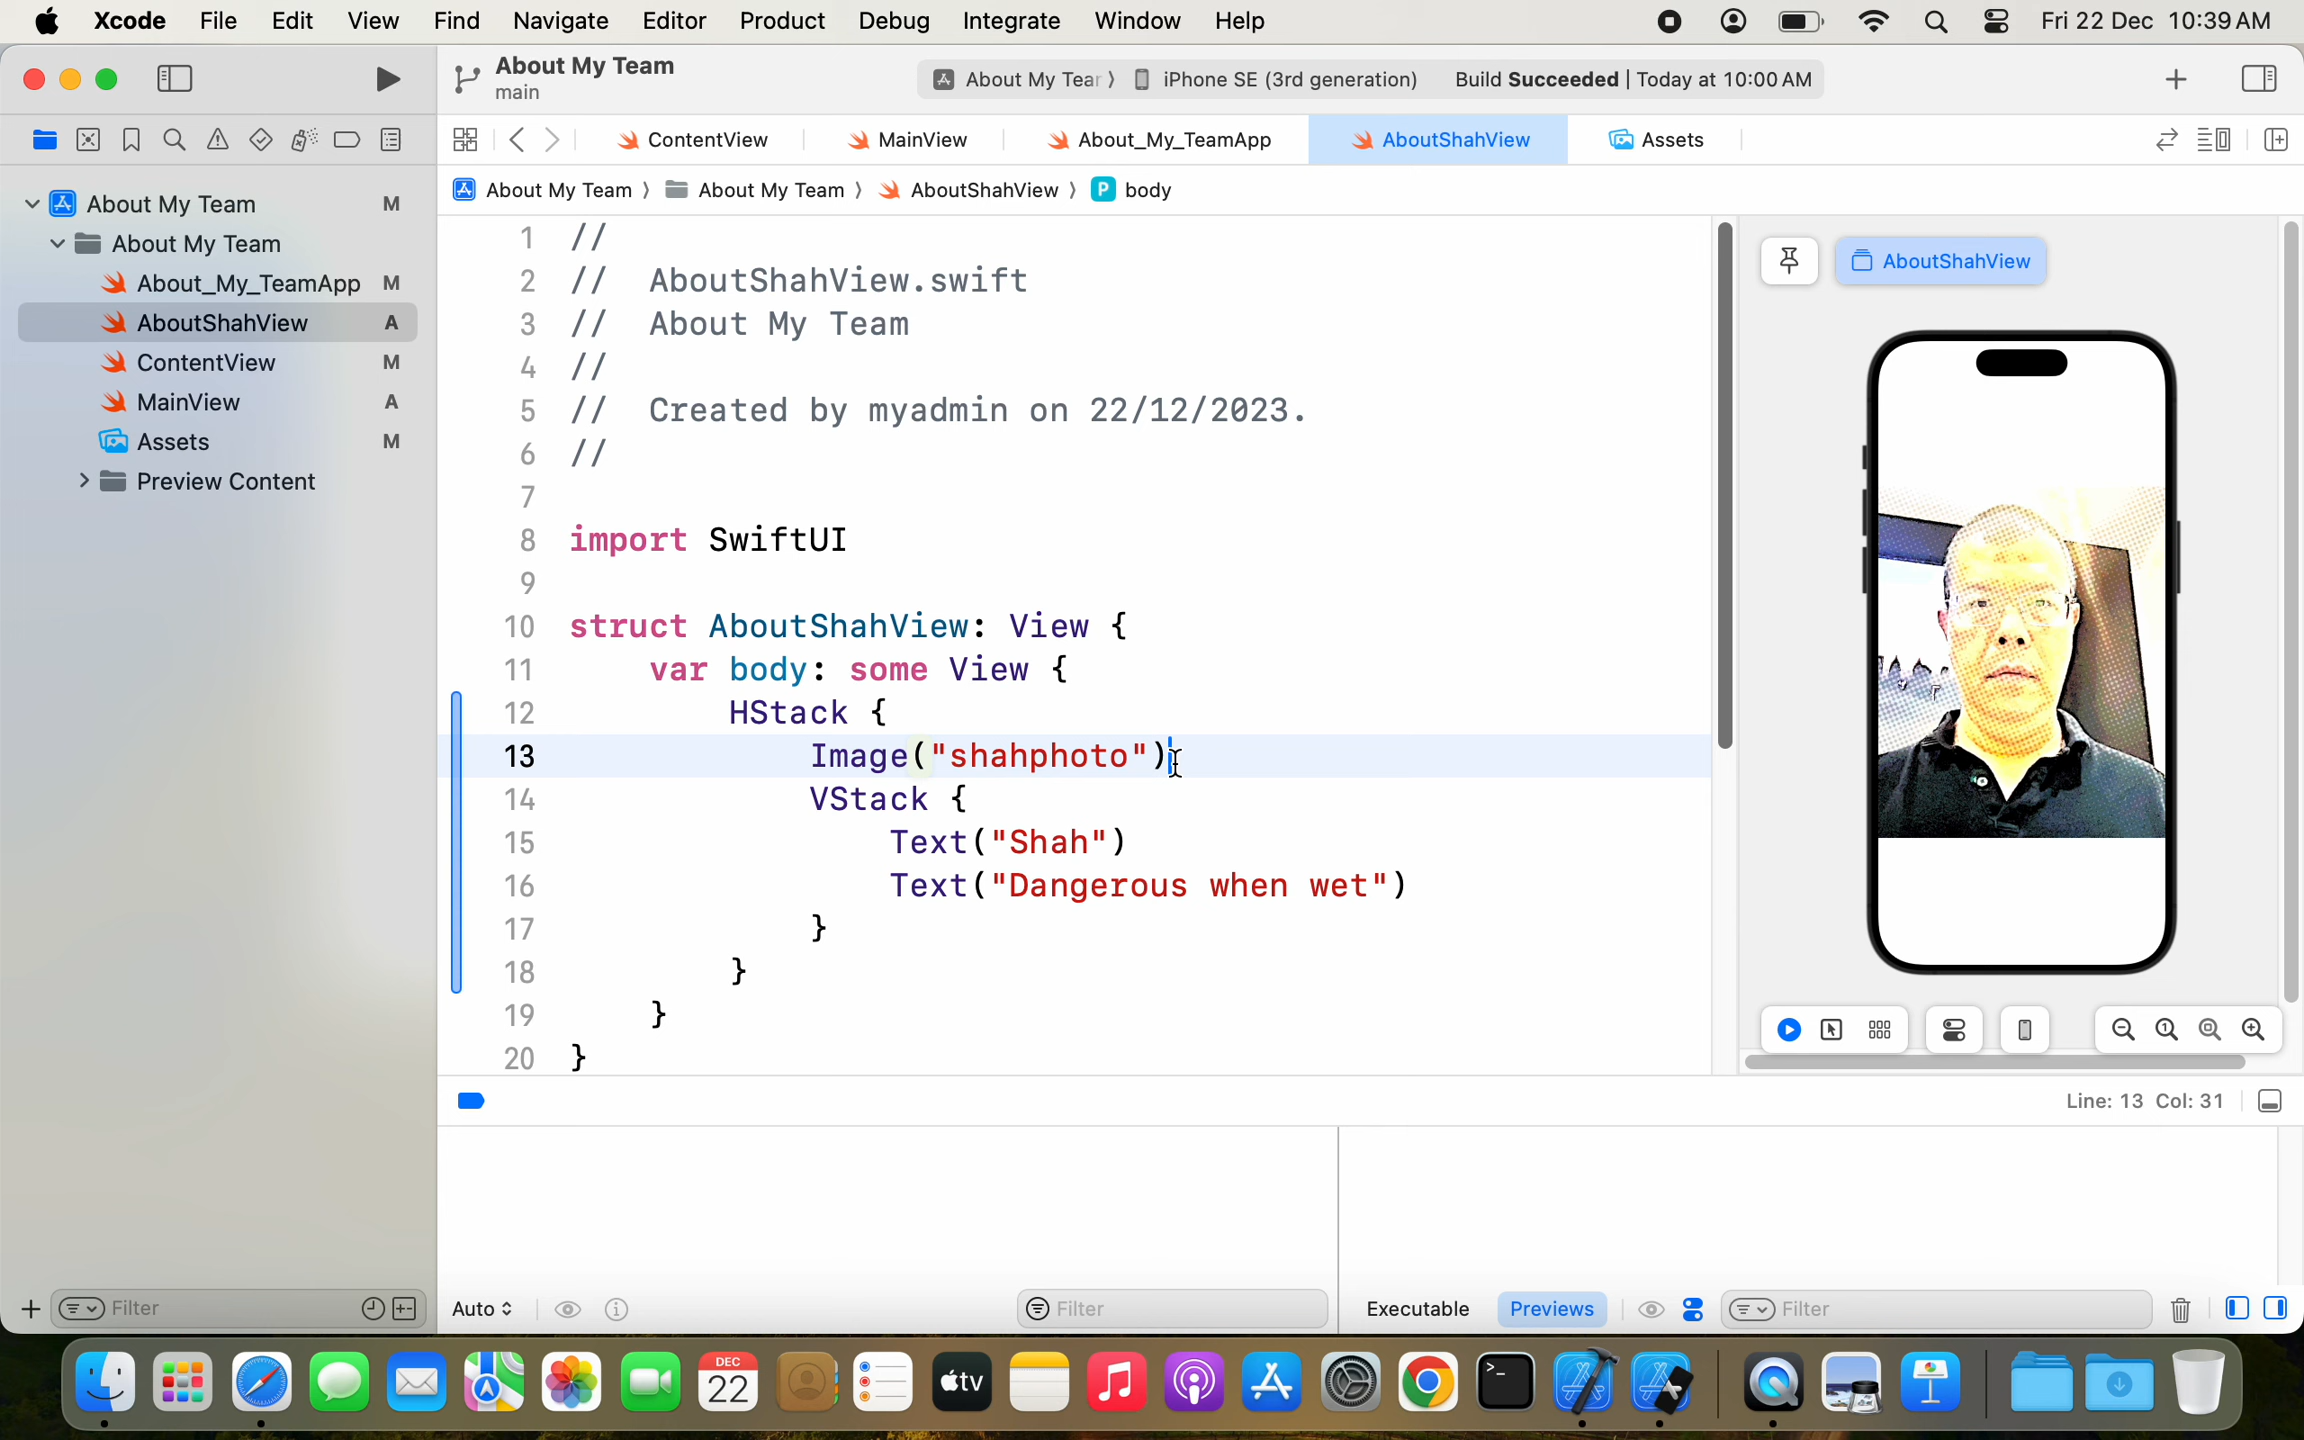 Xcode File Edit View Find Navigate Editor Product Debug Integrate Window Help Fri 22 Dec 10:39 AM
About My Team
main
About My Tear iPhone SE (3rd generation) Build Succeeded | Today at 10:00 AM
ContentView MainView About_My_TeamApp AboutShahView Assets
About My Team About My Team AboutShahView P body
About My Team M
About My Team
About_My_TeamApp M
AboutShahView A
ContentView M
MainView A
Assets M
Preview Content
1 //
2 // AboutShahView.swift
3 // About My Team
4 //
5 // Created by myadmin on 22/12/2023.
6 //
7
8 import SwiftUI
9
10 struct AboutShahView: View {
11 var body: some View {
12 HStack {
13 Image("shahphoto")
14 VStack {
15 Text("Shah")
16 Text("Dangerous when wet")
17 }
18 }
19 }
20 }
AboutShahView
Line: 13 Col: 31
Filter
Auto Filter
Executable Previews Filter
DEC
22
tv